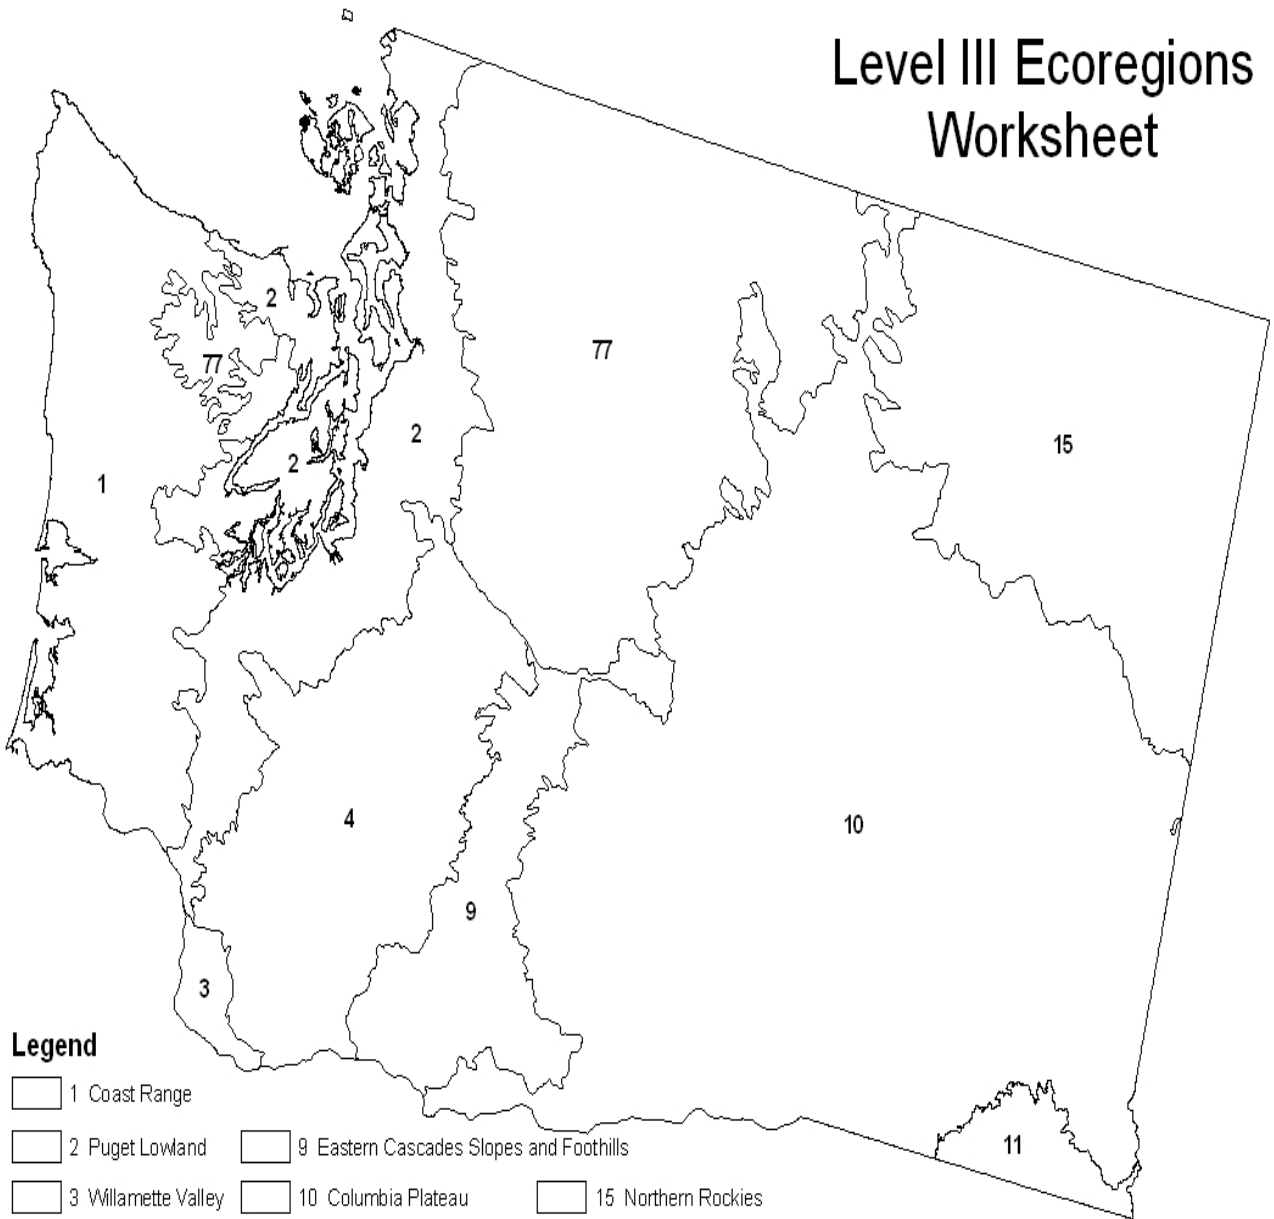 Level III Ecoregions
Worksheet
2
77
77
2
15
2
1
4
10
9
3
11
Legend
1 Coast Range
2 Puget Lowland
9 Eastern Cascades Slopes and Foothills
3 Willamette Valley
10 Columbia Plateau
15 Northern Rockies